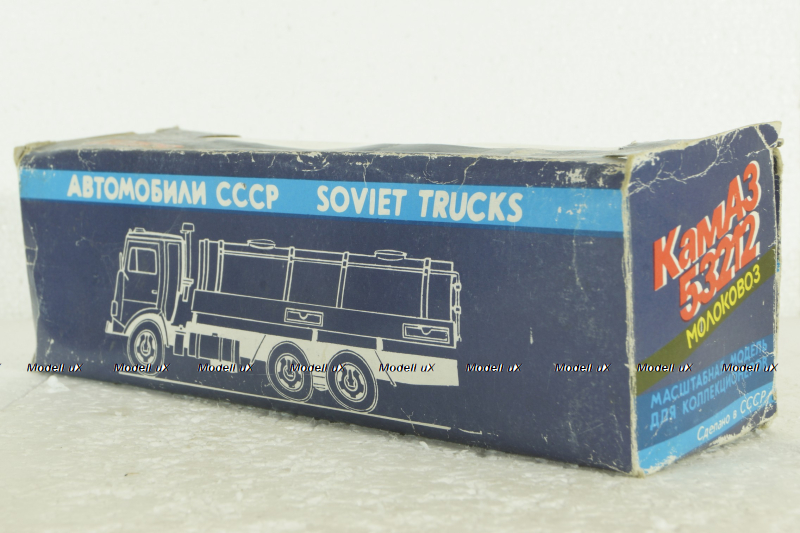 АВТОМОБИЛИ СССР SOVIET TRUCKS
КамАЗ
53212
МОЛОКОВОЗ
МАСШТАБНАЯ МОДЕЛЬ
ДЛЯ КОЛЛЕКЦИОНЕРОВ
Сделано в СССР
Modell uX Modell uX Modell uX Modell uX Modell uX Modell uX Modell uX Modell uX Modell uX